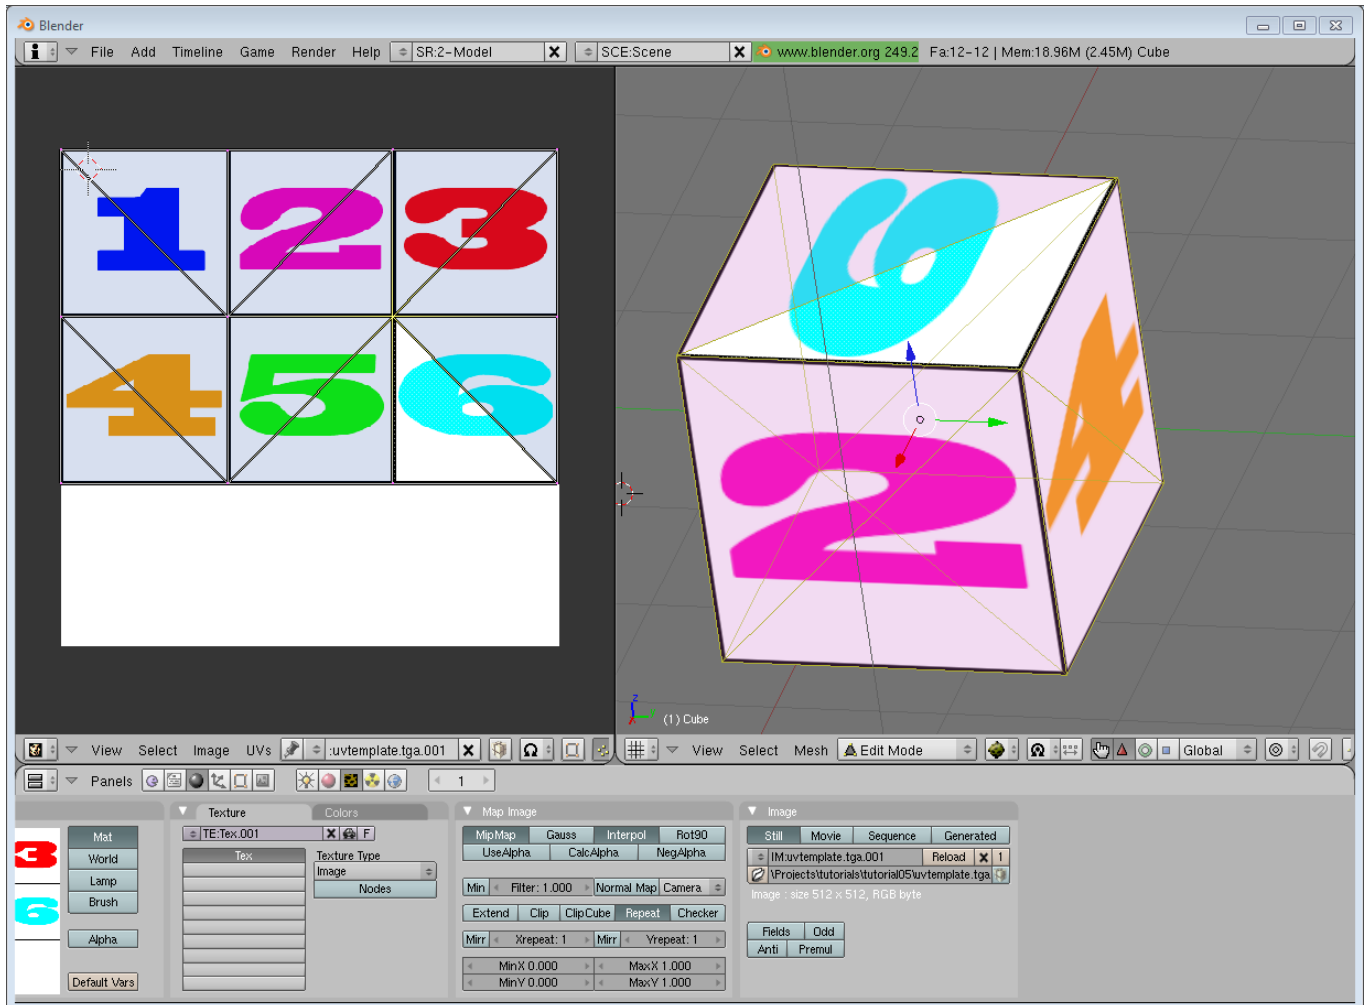 Blender
File Add Timeline Game Render Help SR:2-Model X SCE:Scene X www.blender.org 249.2 Fa:12-12 | Mem:18.96M (2.45M) Cube
1 2 3
4 5 6
6
2 4
z
y
(1) Cube
View Select Image UVs :uvtemplate.tga.001 X View Select Mesh Edit Mode Global
Panels 1
Texture Colors Map Image Image
3 Mat TE:Tex.001 X F MipMap Gauss Interpol Rot90 Still Movie Sequence Generated
World Tex Texture Type UseAlpha CalcAlpha NegAlpha IM:uvtemplate.tga.001 Reload X 1
Lamp Image \Projects\tutorials\tutorial05\uvtemplate.tga
6 Brush Nodes Min Filter: 1.000 Normal Map Camera Image : size 512 x 512, RGB byte
Extend Clip ClipCube Repeat Checker
Alpha Mirr Xrepeat: 1 Mirr Yrepeat: 1 Fields Odd
Anti Premul
MinX 0.000 MaxX 1.000
Default Vars MinY 0.000 MaxY 1.000